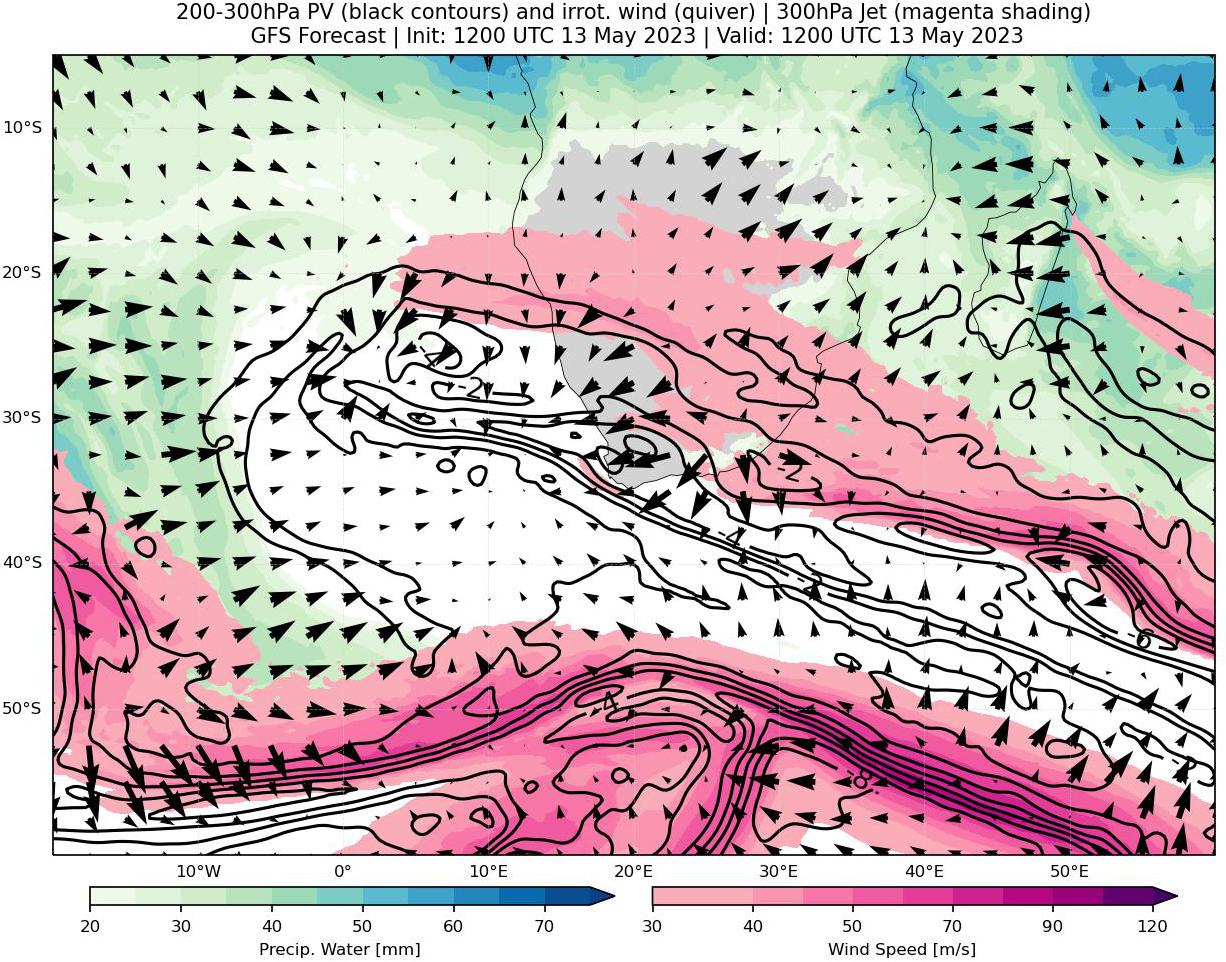 200-300hPa PV (black contours) and irrot. wind (quiver) | 300hPa Jet (magenta shading)
GFS Forecast | Init: 1200 UTC 13 May 2023 | Valid: 1200 UTC 13 May 2023
10°S
20°S
-2
30°S
-4
40°S
-6
-4
50°S
-8
10°W 0° 10°E 20°E 30°E 40°E 50°E
20 30 40 50 60 70
30 40 50 70 90 120
Precip. Water [mm]
Wind Speed [m/s]